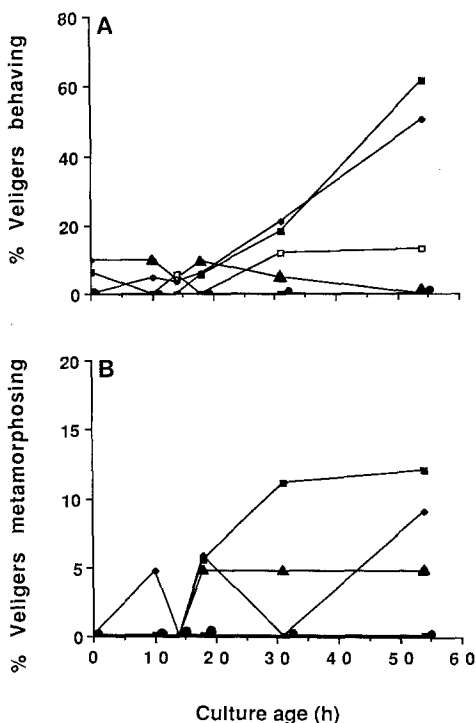 A
80
60
40
20
0
% Veligers behaving
B
20
15
10
5
0
% Veligers metamorphosing
0 10 20 30 40 50 60
Culture age (h)